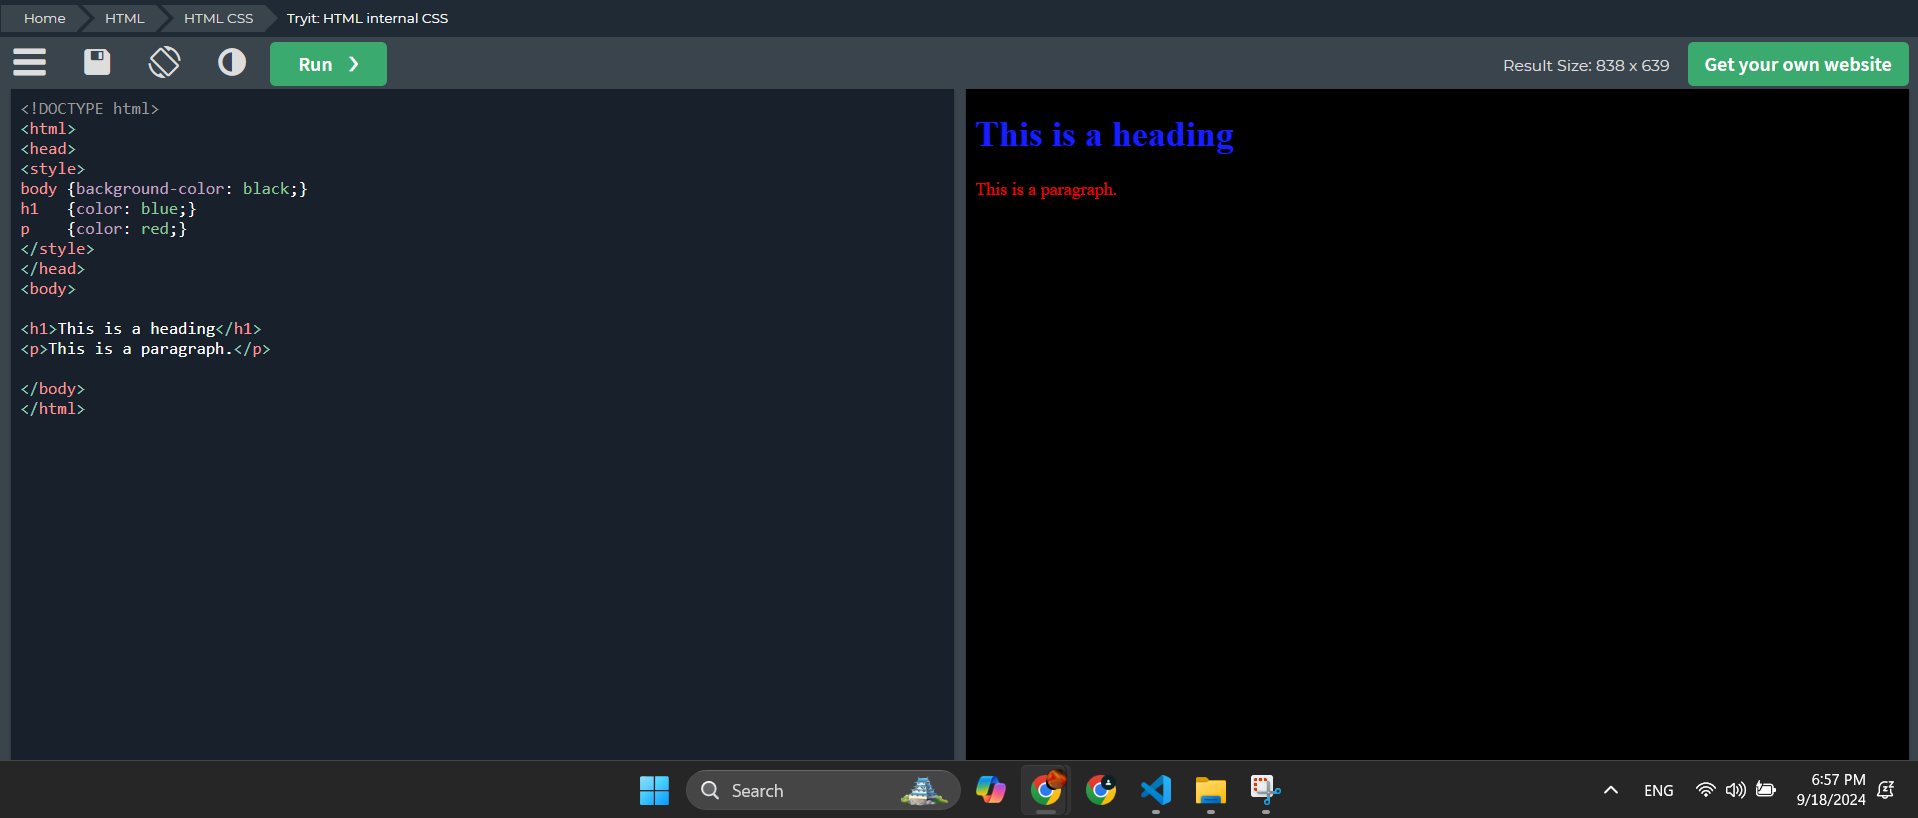 Home HTML HTML CSS Tryit: HTML internal CSS
Run ❯ Result Size: 838 x 639 Get your own website
<!DOCTYPE html>
<html>
<head>
<style>
body {background-color: black;}
h1   {color: blue;}
p    {color: red;}
</style>
</head>
<body>
<h1>This is a heading</h1>
<p>This is a paragraph.</p>
</body>
</html>
This is a heading
This is a paragraph.
Search
ENG
6:57 PM
9/18/2024